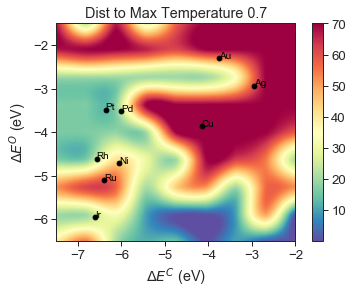 Dist to Max Temperature 0.7
ΔE^O (eV)
−2
−3
−4
−5
−6
Au
Ag
Pt
Pd
Cu
Rh
Ni
Ru
Ir
−7
−6
−5
−4
−3
−2
ΔE^C (eV)
70
60
50
40
30
20
10